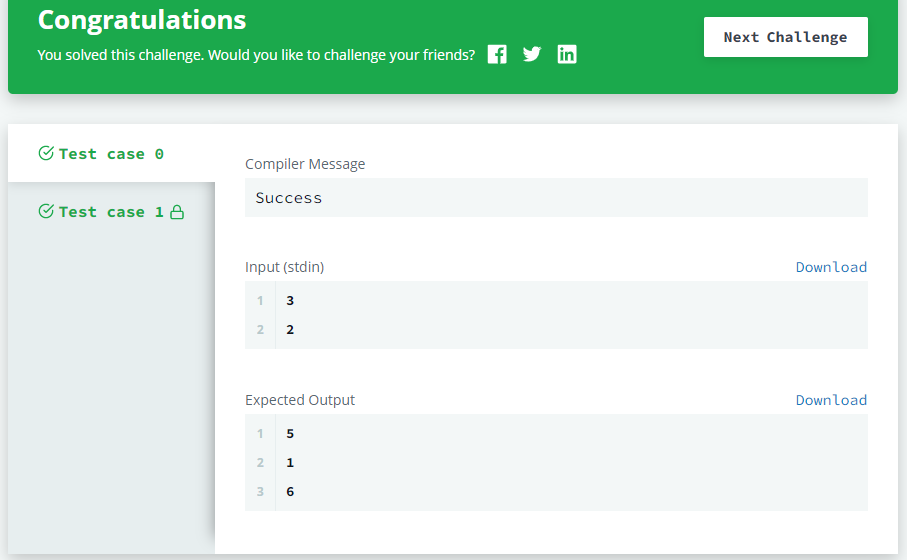 Congratulations
You solved this challenge. Would you like to challenge your friends?
Next Challenge
Test case 0
Test case 1
Compiler Message
Success
Input (stdin)
Download
1 3
2 2
Expected Output
Download
1 5
2 1
3 6